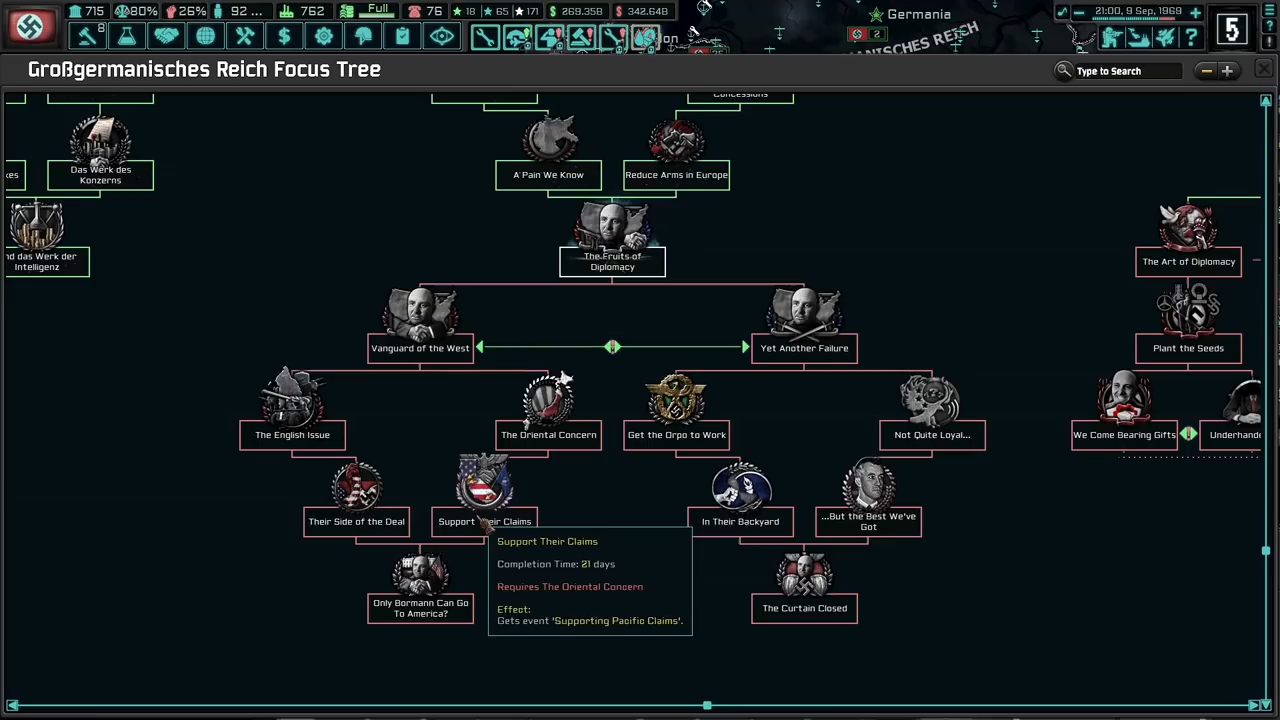 715 80% 26% 92 ... 762 Full 76 18 65 171 $ 269.35B $ 342.64B
8
Germania
2
21:00, 9 Sep, 1969
5
Großgermanisches Reich Focus Tree
Type to Search
Concessions
Das Werk des
Konzerns
A Pain We Know
Reduce Arms in Europe
nd das Werk der
Intelligenz
The Fruits of
Diplomacy
The Art of Diplomacy
Vanguard of the West
Yet Another Failure
Plant the Seeds
The English Issue
The Oriental Concern
Get the Orpo to Work
Not Quite Loyal...
We Come Bearing Gifts
Underhande
Their Side of the Deal
Support Their Claims
In Their Backyard
...But the Best We've
Got
Support Their Claims
Completion Time: 21 days
Requires The Oriental Concern
Effect:
Gets event 'Supporting Pacific Claims'.
Only Bormann Can Go
To America?
The Curtain Closed